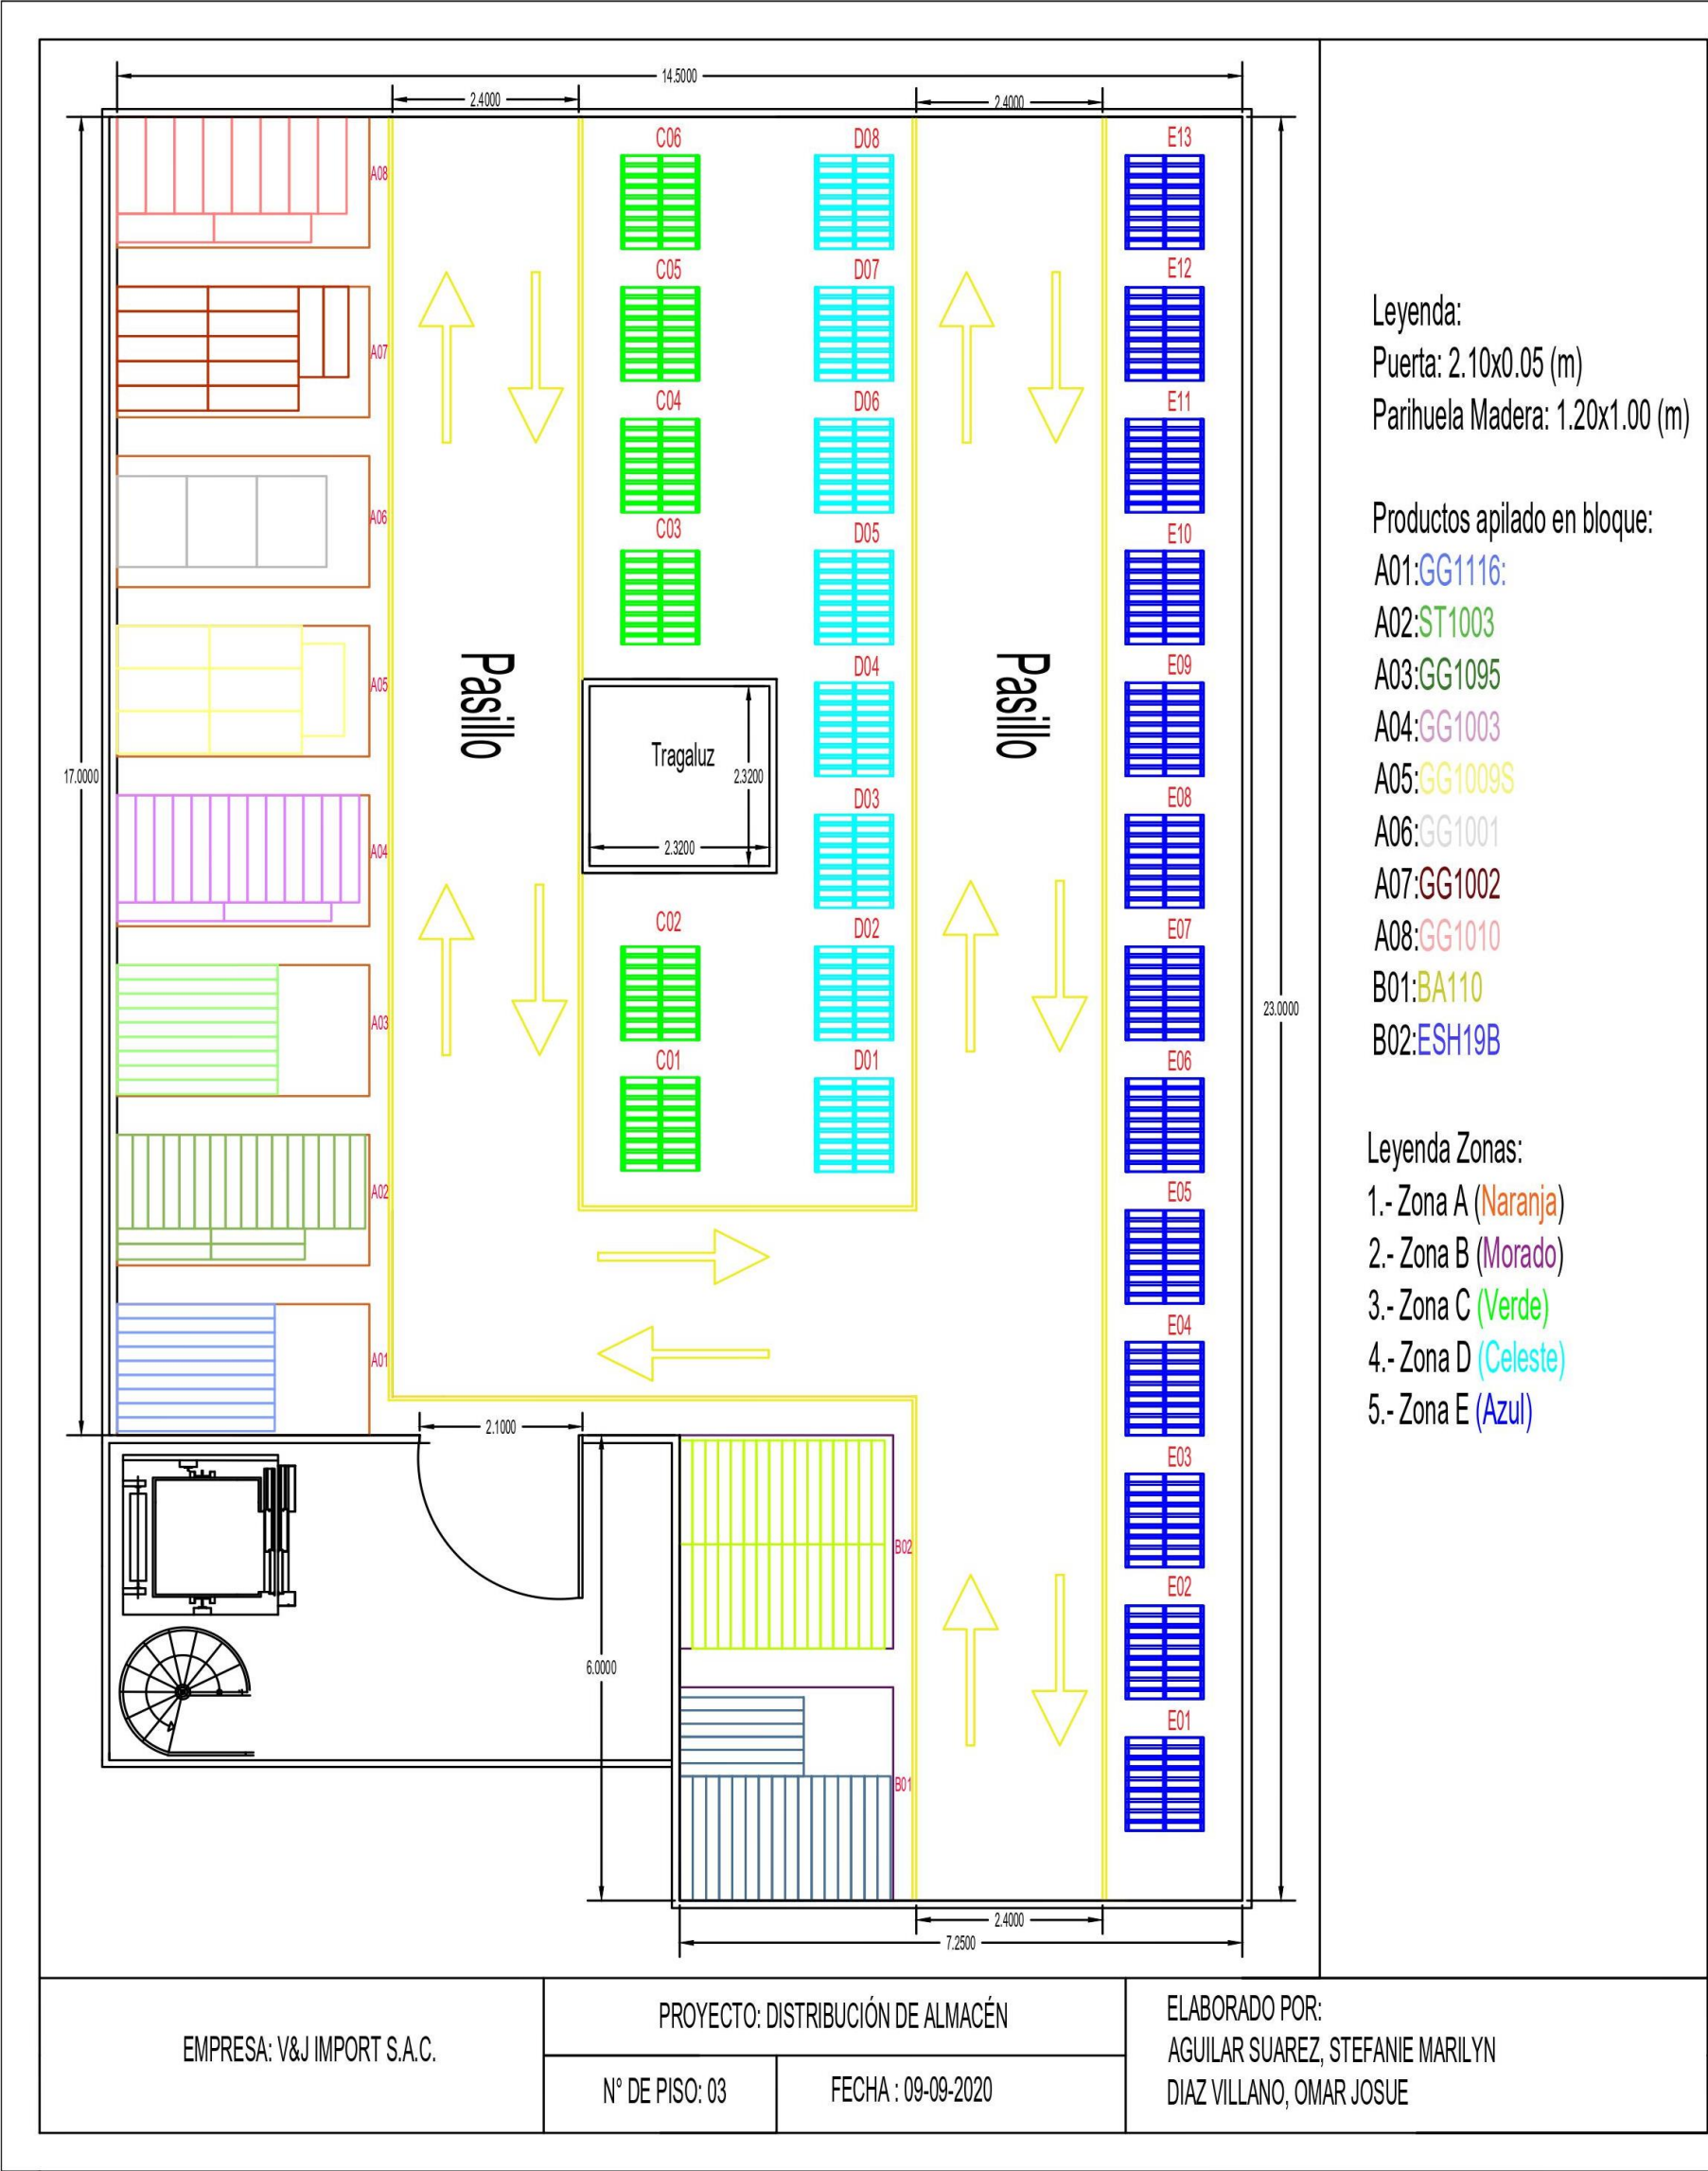 14.5000
2.4000
2.4000
C06
D08
E13
A08
C05
D07
E12
A07
C04
D06
E11
A06
C03
D05
E10
Pasillo
Pasillo
A05
D04
E09
Tragaluz
2.3200
2.3200
17.0000
A04
D03
E08
C02
D02
E07
23.0000
A03
C01
D01
E06
A02
E05
A01
E04
2.1000
E03
B02
E02
6.0000
E01
B01
2.4000
7.2500
Leyenda:
Puerta: 2.10x0.05 (m)
Parihuela Madera: 1.20x1.00 (m)
Productos apilado en bloque:
A01:GG1116:
A02:ST1003
A03:GG1095
A04:GG1003
A05:GG1009S
A06:GG1001
A07:GG1002
A08:GG1010
B01:BA110
B02:ESH19B
Leyenda Zonas:
1.- Zona A (Naranja)
2.- Zona B (Morado)
3.- Zona C (Verde)
4.- Zona D (Celeste)
5.- Zona E (Azul)
EMPRESA: V&J IMPORT S.A.C.
PROYECTO: DISTRIBUCIÓN DE ALMACÉN
N° DE PISO: 03
FECHA : 09-09-2020
ELABORADO POR:
AGUILAR SUAREZ, STEFANIE MARILYN
DIAZ VILLANO, OMAR JOSUE